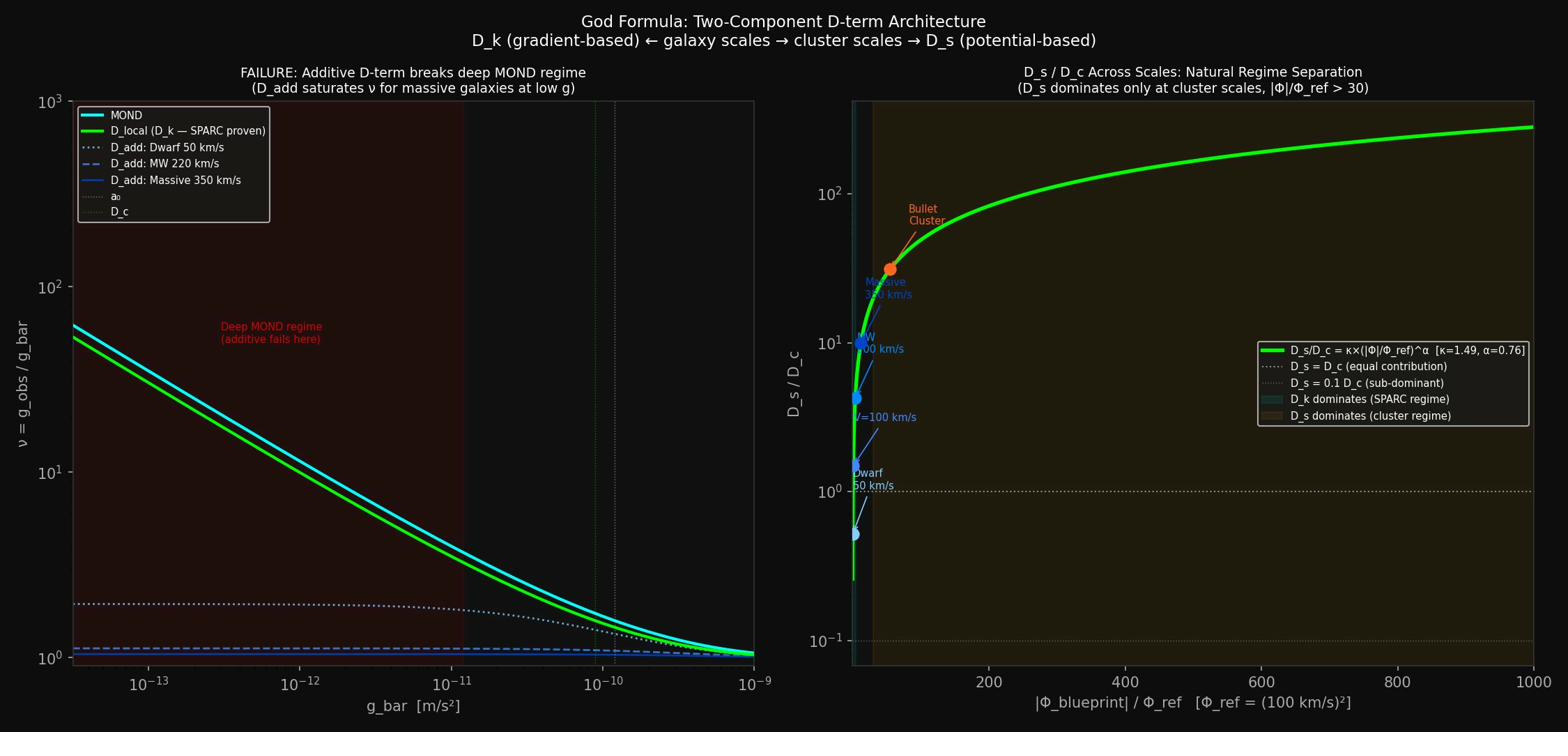 God Formula: Two-Component D-term Architecture
D_k (gradient-based) ← galaxy scales → cluster scales → D_s (potential-based)
FAILURE: Additive D-term breaks deep MOND regime
(D_add saturates ν for massive galaxies at low g)
10³
10²
10¹
10⁰
ν = g_obs / g_bar
MOND
D_local (D_k — SPARC proven)
D_add: Dwarf 50 km/s
D_add: MW 220 km/s
D_add: Massive 350 km/s
a₀
D_c
Deep MOND regime
(additive fails here)
10⁻¹³
10⁻¹²
10⁻¹¹
10⁻¹⁰
10⁻⁹
g_bar [m/s²]
D_s / D_c Across Scales: Natural Regime Separation
(D_s dominates only at cluster scales, |Φ|/Φ_ref > 30)
10²
10¹
10⁰
10⁻¹
D_s / D_c
Bullet
Cluster
Massive
350 km/s
MW
200 km/s
V=100 km/s
Dwarf
50 km/s
D_s/D_c = κ×(|Φ|/Φ_ref)^α [κ=1.49, α=0.76]
D_s = D_c (equal contribution)
D_s = 0.1 D_c (sub-dominant)
D_k dominates (SPARC regime)
D_s dominates (cluster regime)
200
400
600
800
1000
|Φ_blueprint| / Φ_ref [Φ_ref = (100 km/s)²]